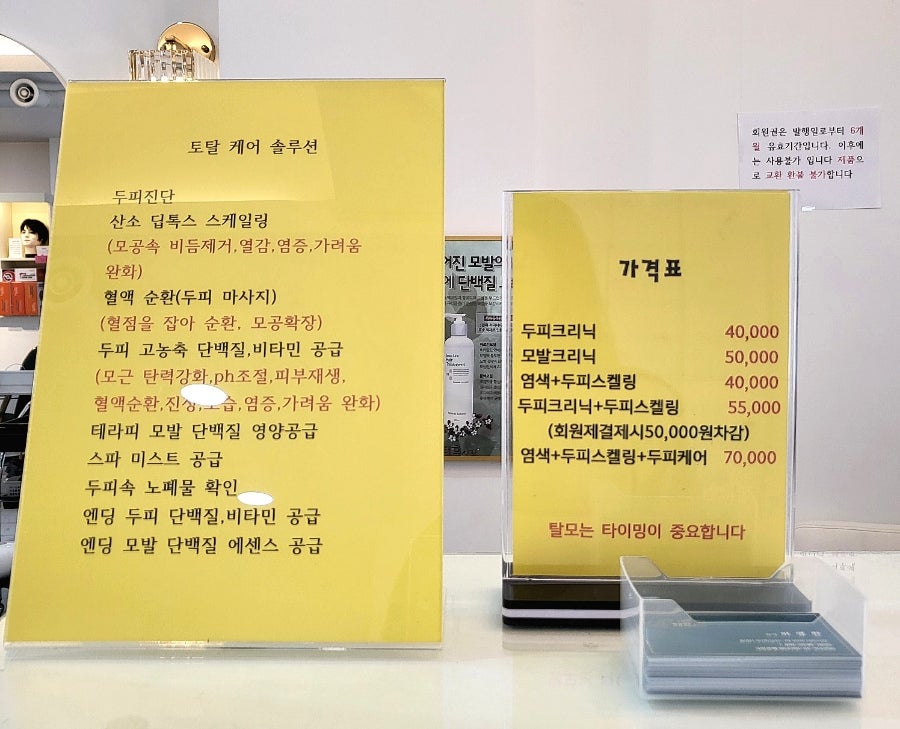 토탈 케어 솔루션
두피진단
산소 딥톡스 스케일링
(모공속 비듬제거,열감,염증,가려움
완화)
혈액 순환(두피 마사지)
(혈점을 잡아 순환, 모공확장)
두피 고농축 단백질,비타민 공급
(모근 탄력강화,ph조절,피부재생,
혈액순환,진정,보습,염증,가려움 완화)
테라피 모발 단백질 영양공급
스파 미스트 공급
두피속 노폐물 확인
엔딩 두피 단백질,비타민 공급
엔딩 모발 단백질 에센스 공급
가격표
두피크리닉 40,000
모발크리닉 50,000
염색+두피스켈링 40,000
두피크리닉+두피스켈링 55,000
(회원제결제시50,000원차감)
염색+두피스켈링+두피케어 70,000
탈모는 타이밍이 중요합니다
회원권은 발행일로부터 6개
월 유효기간입니다. 이후에
는 사용불가 입니다 제품으
로 교환 환불 불가합니다
모발의
단백질